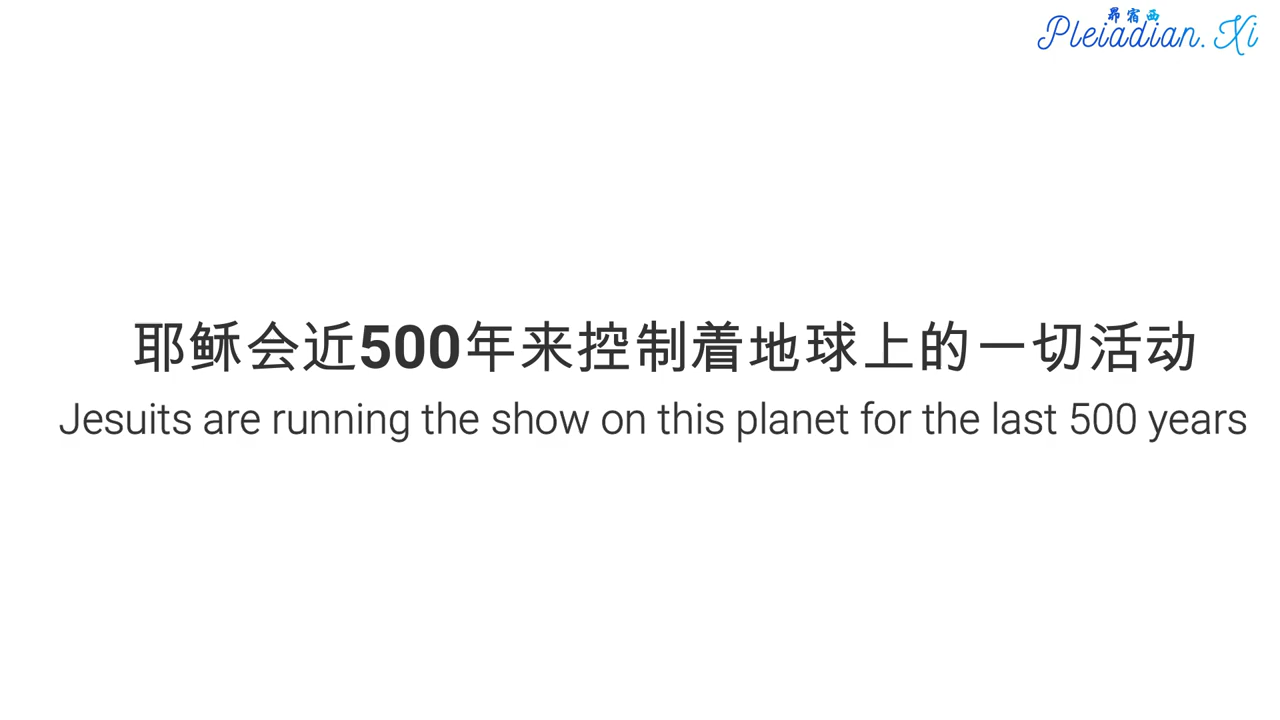 昴宿西
Pleiadian. Xi
耶稣会近500年来控制着地球上的一切活动
Jesuits are running the show on this planet for the last 500 years